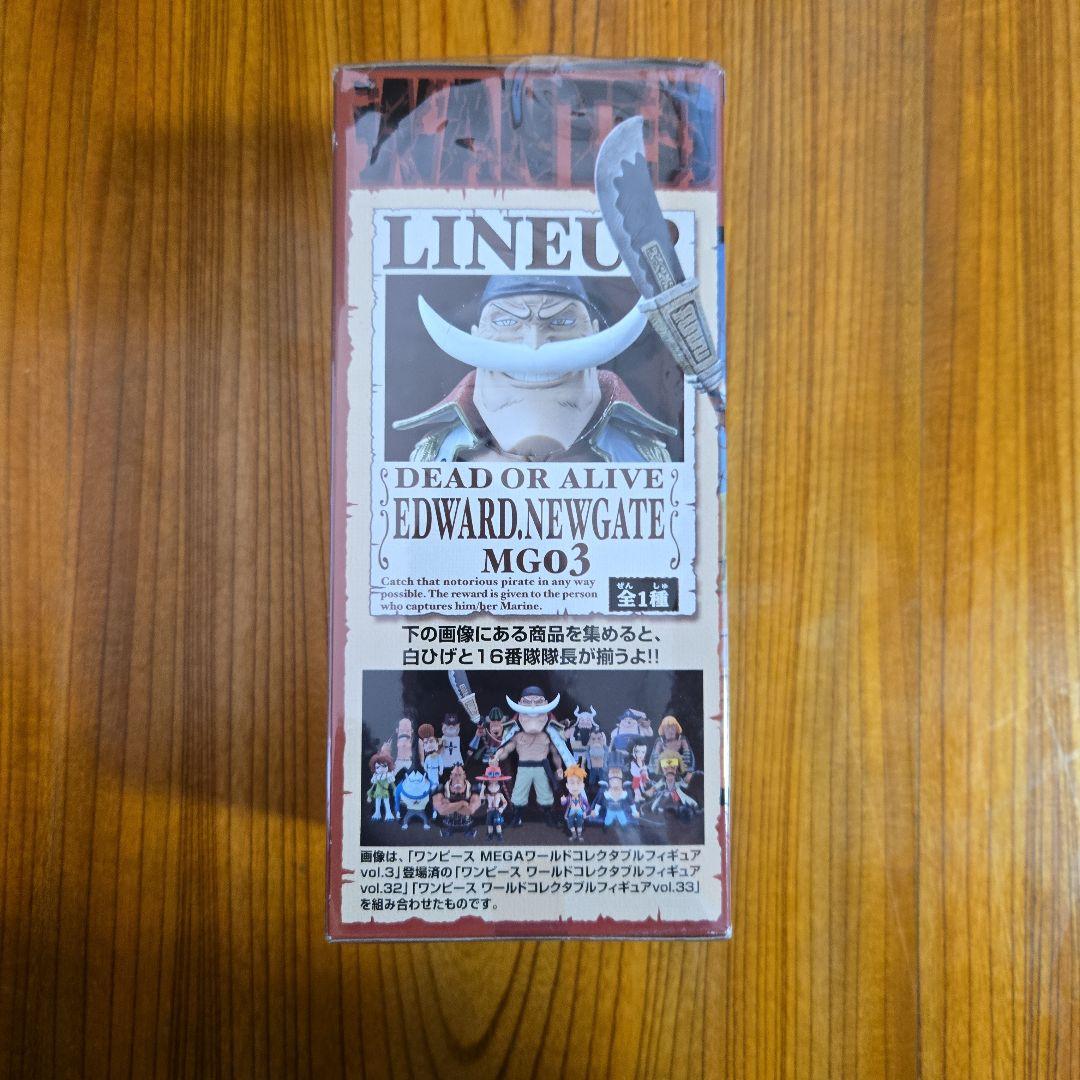 WANTED
LINEUP
DEAD OR ALIVE
EDWARD.NEWGATE
MG03
Catch that notorious pirate in any way
possible. The reward is given to the person
who captures him/her Marine.
ぜん しゅ
全1種
下の画像にある商品を集めると、
白ひげと16番隊隊長が揃うよ!!
画像は、「ワンピース MEGAワールドコレクタブルフィギュア
vol.3」登場済の「ワンピース ワールドコレクタブルフィギュア
vol.32」「ワンピース ワールドコレクタブルフィギュアvol.33」
を組み合わせたものです。